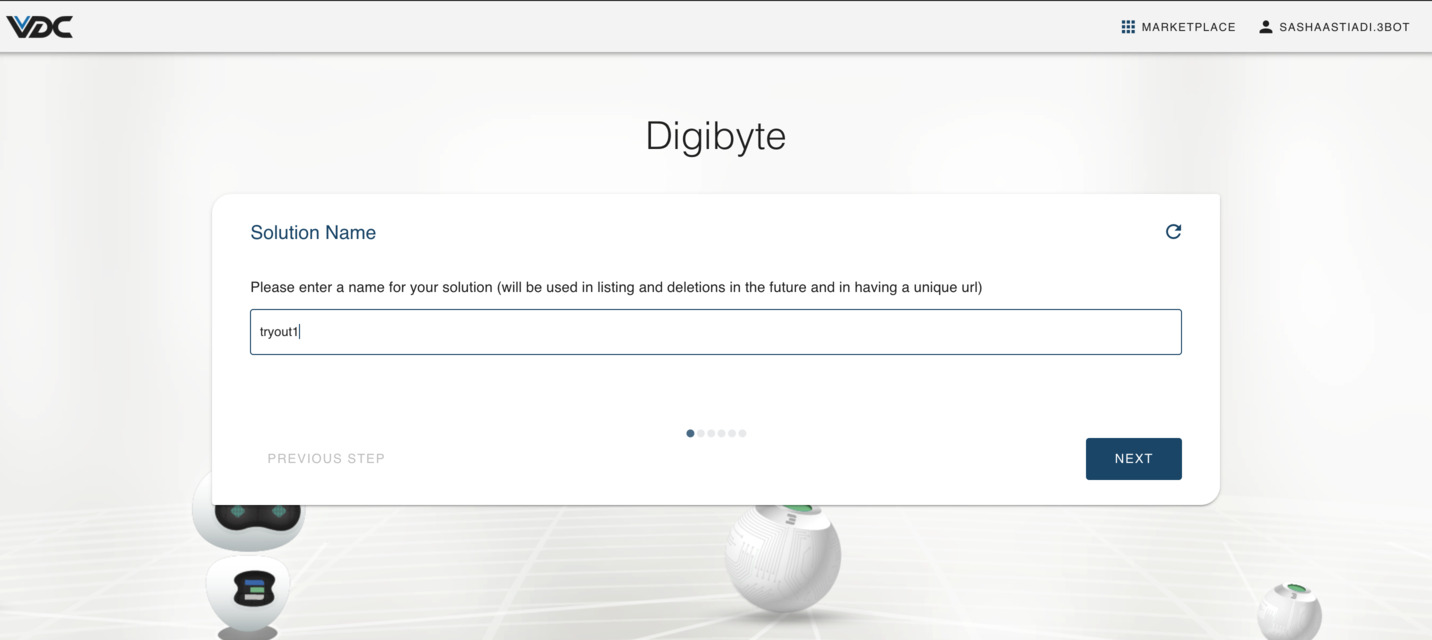 VDC
MARKETPLACE
SASHAASTIADI.3BOT
Digibyte
Solution Name
Please enter a name for your solution (will be used in listing and deletions in the future and in having a unique url)
tryout1
PREVIOUS STEP
NEXT